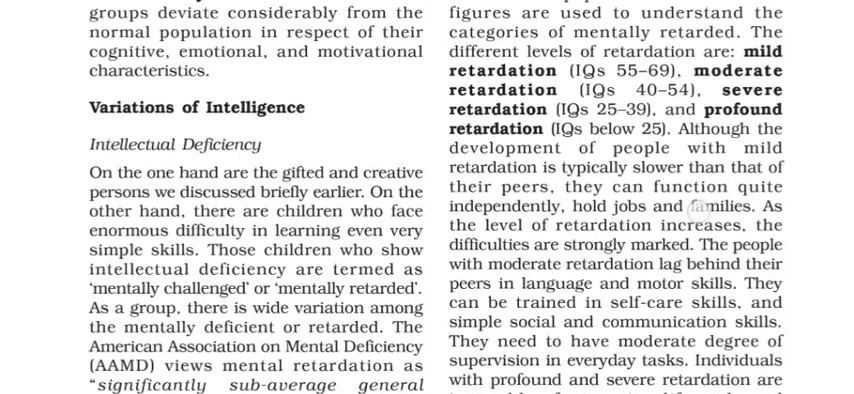 groups deviate considerably from the
normal population in respect of their
cognitive, emotional, and motivational
characteristics.
Variations of Intelligence
Intellectual Deficiency
On the one hand are the gifted and creative
persons we discussed briefly earlier. On the
other hand, there are children who face
enormous difficulty in learning even very
simple skills. Those children who show
intellectual deficiency are termed as
‘mentally challenged’ or ‘mentally retarded’.
As a group, there is wide variation among
the mentally deficient or retarded. The
American Association on Mental Deficiency
(AAMD) views mental retardation as
“significantly sub-average general
figures are used to understand the
categories of mentally retarded. The
different levels of retardation are: mild
retardation (IQs 55–69), moderate
retardation (IQs 40–54), severe
retardation (IQs 25–39), and profound
retardation (IQs below 25). Although the
development of people with mild
retardation is typically slower than that of
their peers, they can function quite
independently, hold jobs and families. As
the level of retardation increases, the
difficulties are strongly marked. The people
with moderate retardation lag behind their
peers in language and motor skills. They
can be trained in self-care skills, and
simple social and communication skills.
They need to have moderate degree of
supervision in everyday tasks. Individuals
with profound and severe retardation are